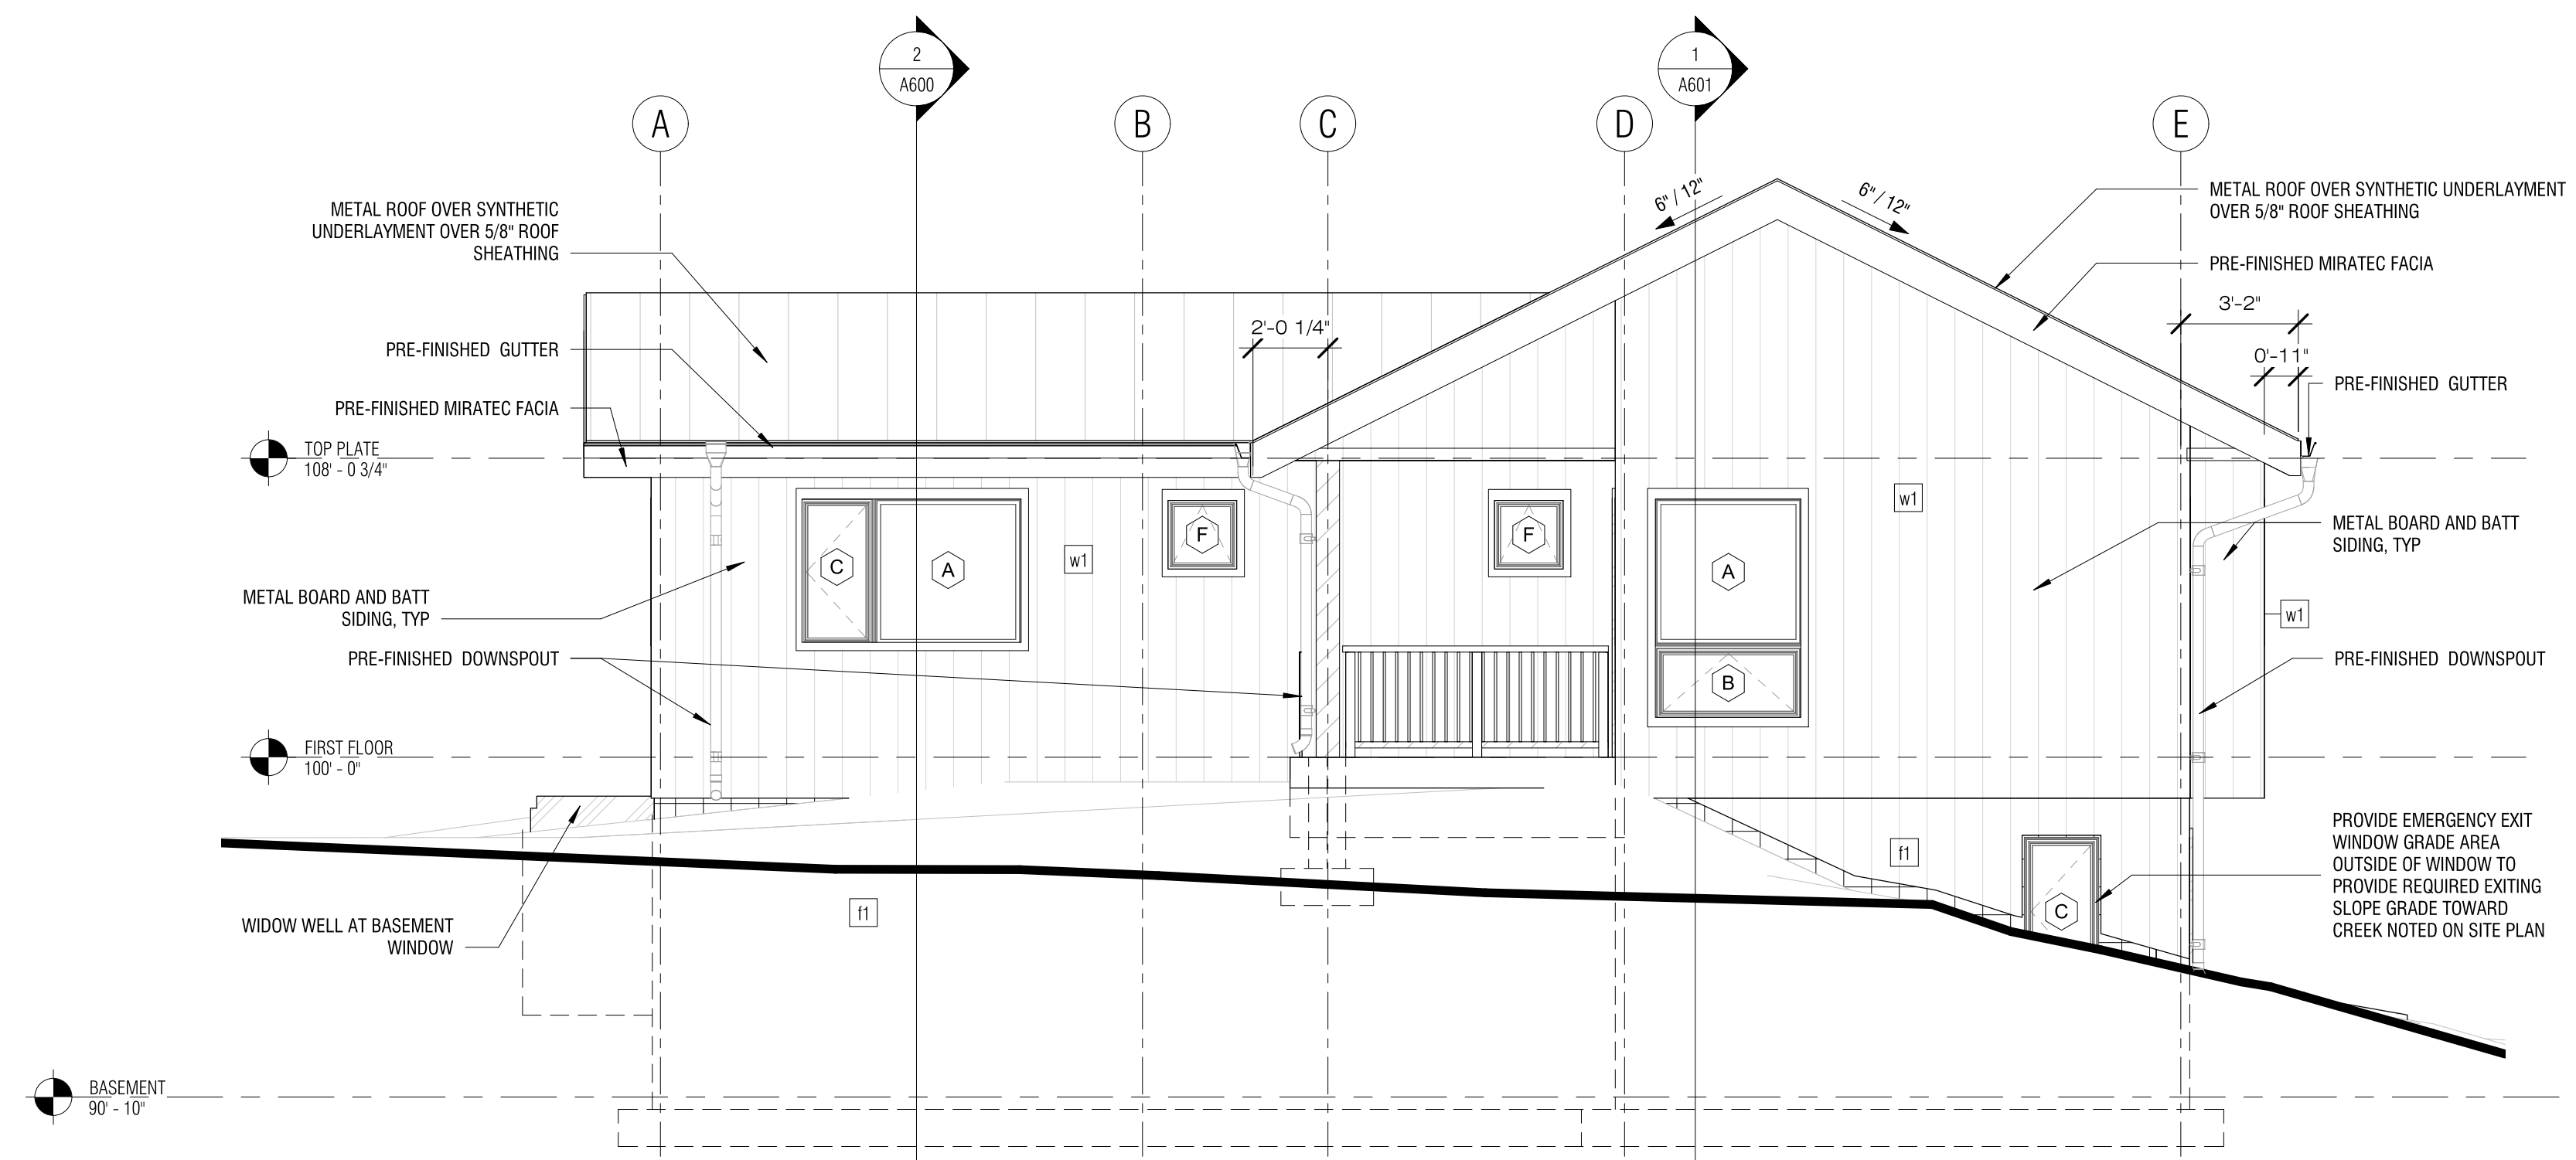 2
A600
1
A601
A
B
C
D
E
METAL ROOF OVER SYNTHETIC
UNDERLAYMENT OVER 5/8" ROOF
SHEATHING
6" / 12"
6" / 12"
METAL ROOF OVER SYNTHETIC UNDERLAYMENT
OVER 5/8" ROOF SHEATHING
PRE-FINISHED MIRATEC FACIA
3'-2"
2'-0 1/4"
0'-11"
PRE-FINISHED GUTTER
PRE-FINISHED GUTTER
PRE-FINISHED MIRATEC FACIA
TOP PLATE
108' - 0 3/4"
w1
METAL BOARD AND BATT
SIDING, TYP
F
F
w1
C
A
A
METAL BOARD AND BATT
SIDING, TYP
w1
PRE-FINISHED DOWNSPOUT
PRE-FINISHED DOWNSPOUT
B
FIRST FLOOR
100' - 0"
PROVIDE EMERGENCY EXIT
WINDOW GRADE AREA
OUTSIDE OF WINDOW TO
PROVIDE REQUIRED EXITING
SLOPE GRADE TOWARD
CREEK NOTED ON SITE PLAN
f1
f1
C
WIDOW WELL AT BASEMENT
WINDOW
BASEMENT
90' - 10"